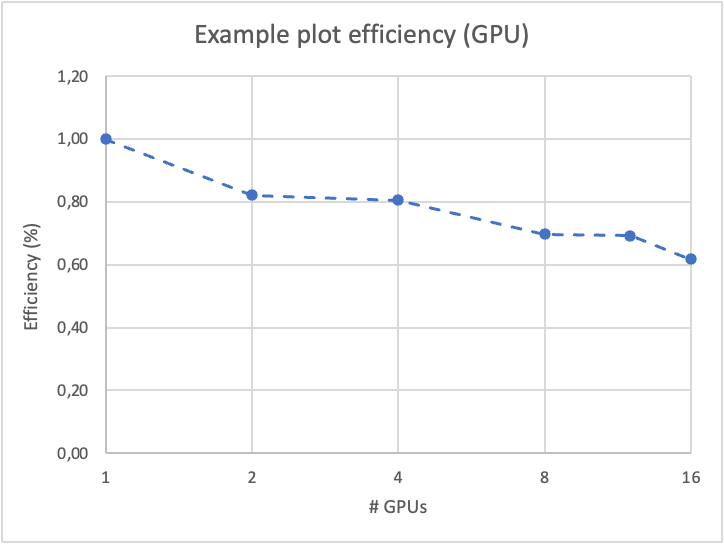 Example plot efficiency (GPU)
1,20
1,00
0,80
0,60
0,40
0,20
0,00
Efficiency (%)
1 2 4 8 16
# GPUs